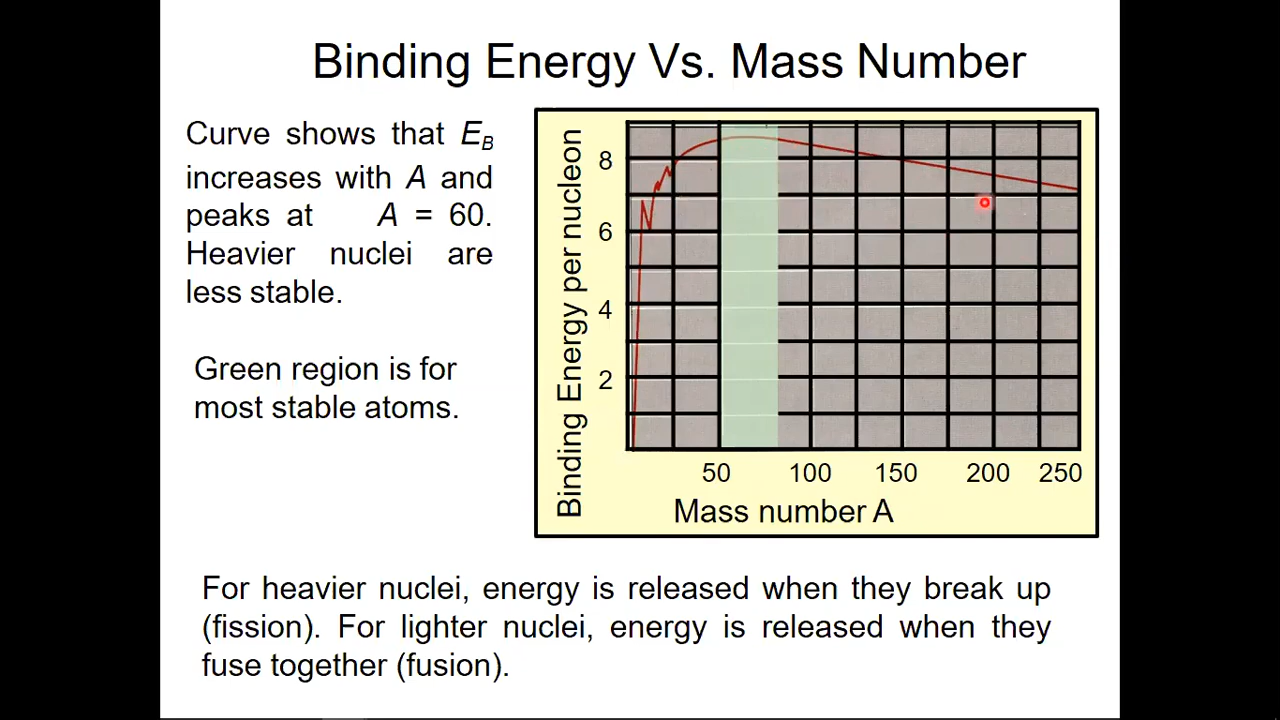 Binding Energy Vs. Mass Number
Curve shows that E_B
increases with A and
peaks at A = 60.
Heavier nuclei are
less stable.
Green region is for
most stable atoms.
Binding Energy per nucleon
8
6
4
2
50 100 150 200 250
Mass number A
For heavier nuclei, energy is released when they break up
(fission). For lighter nuclei, energy is released when they
fuse together (fusion).